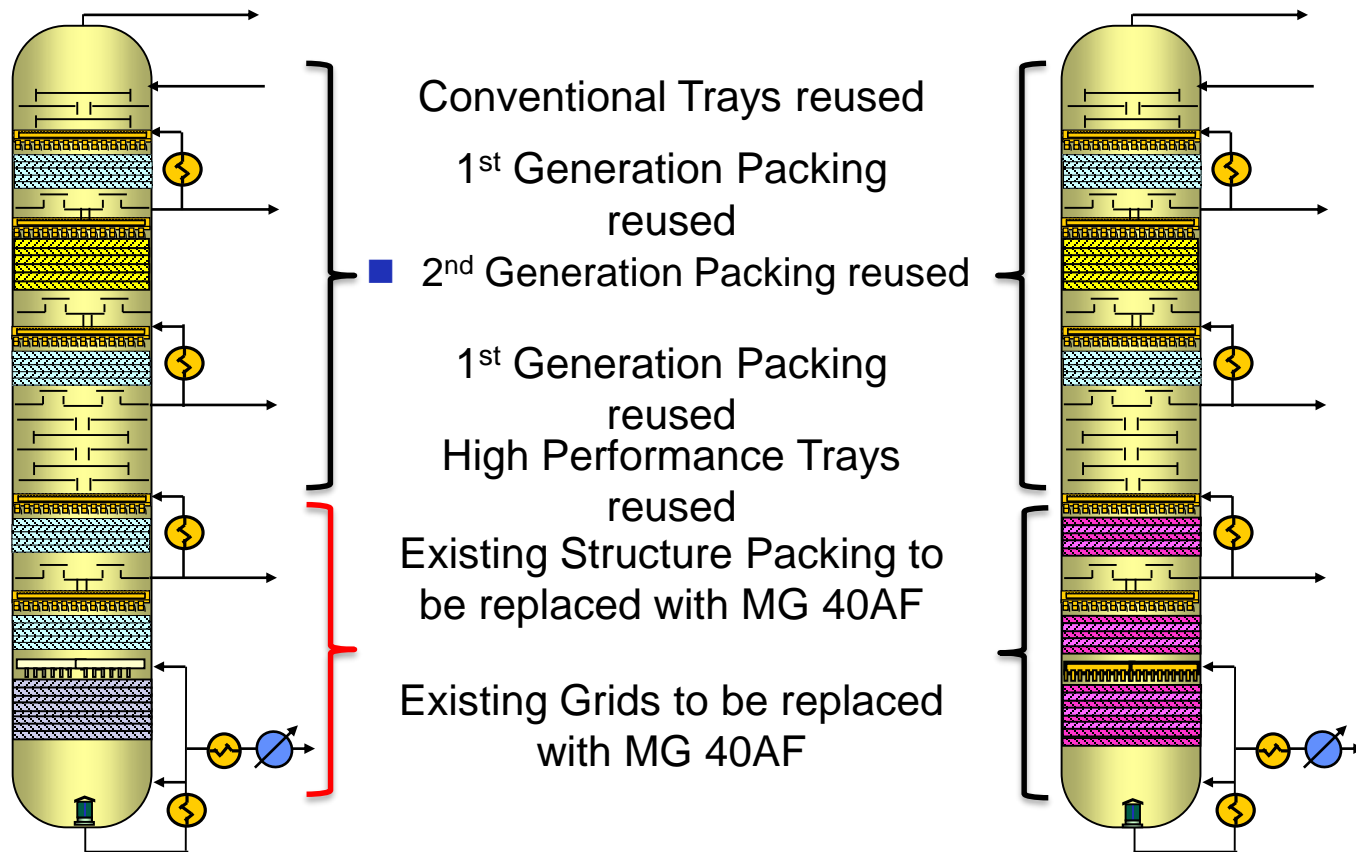 Conventional Trays reused
1st Generation Packing
reused
2nd Generation Packing reused
1st Generation Packing
reused
High Performance Trays
reused
Existing Structure Packing to
be replaced with MG 40AF
Existing Grids to be replaced
with MG 40AF